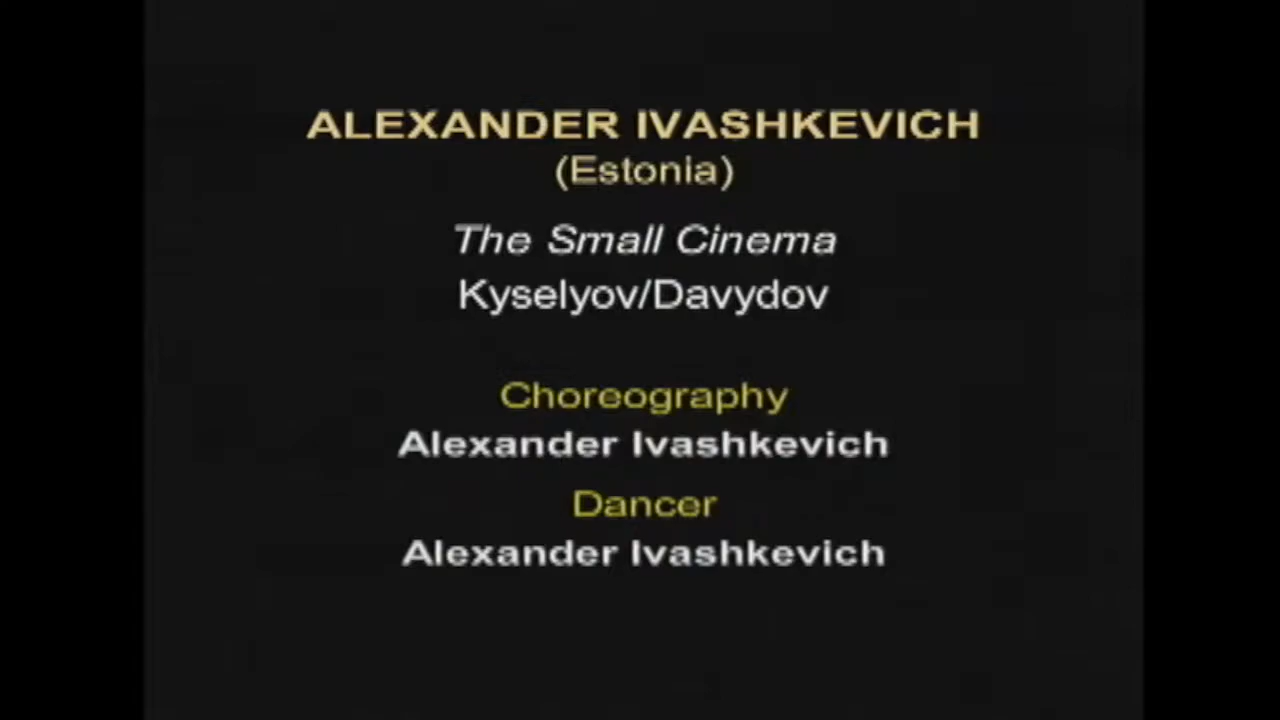 ALEXANDER IVASHKEVICH
(Estonia)
The Small Cinema
Kyselyov/Davydov
Choreography
Alexander Ivashkevich
Dancer
Alexander Ivashkevich